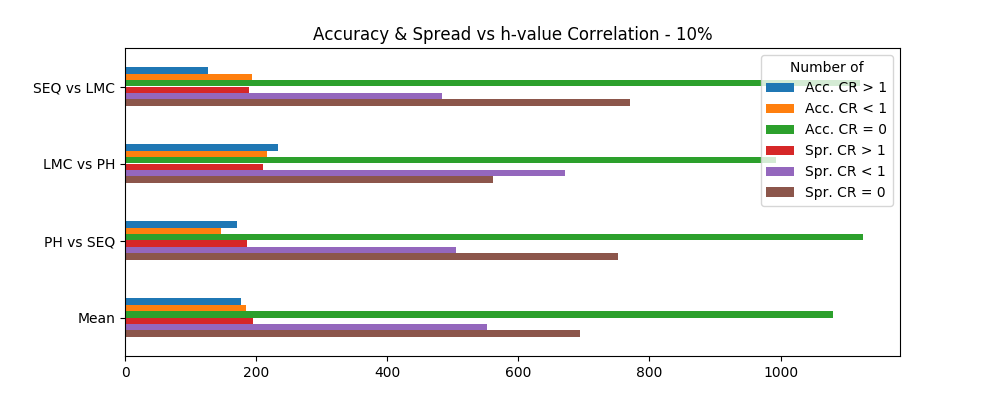 Accuracy & Spread vs h-value Correlation - 10%
Number of
Acc. CR > 1
Acc. CR < 1
Acc. CR = 0
Spr. CR > 1
Spr. CR < 1
Spr. CR = 0
SEQ vs LMC
LMC vs PH
PH vs SEQ
Mean
0 200 400 600 800 1000